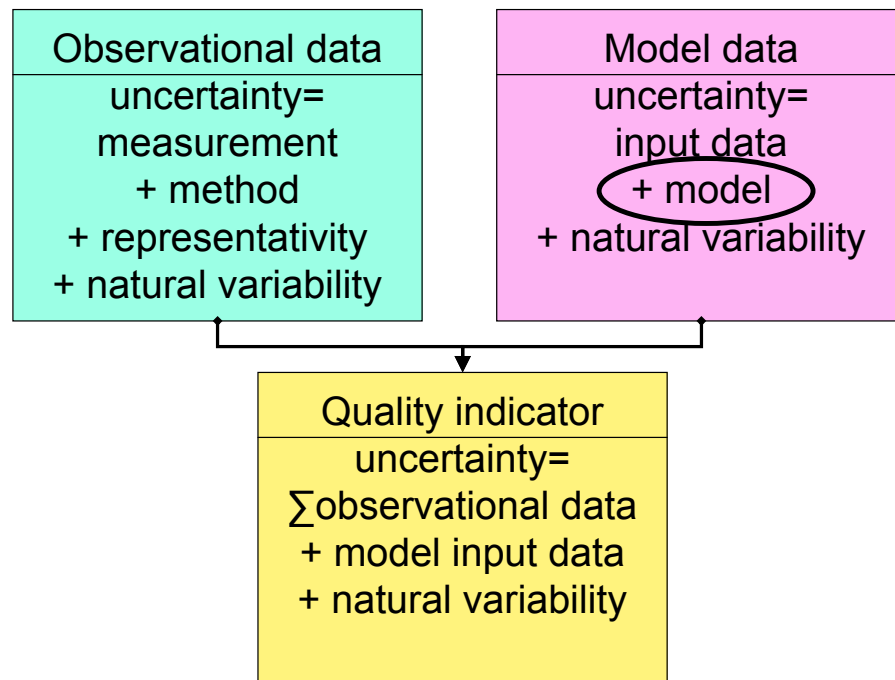 Observational data
uncertainty=
measurement
+ method
+ representativity
+ natural variability
Model data
uncertainty=
input data
+ model
+ natural variability
Quality indicator
uncertainty=
∑observational data
+ model input data
+ natural variability